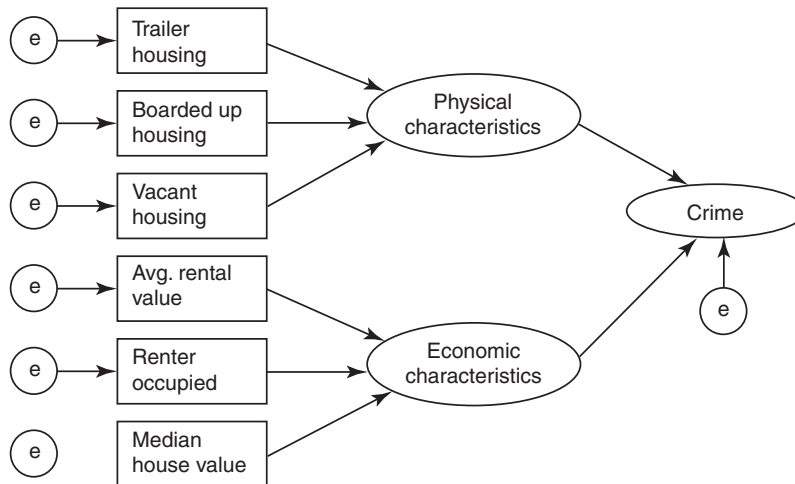 e
Trailer
housing
e
Boarded up
housing
Physical
characteristics
e
Vacant
housing
Crime
e
Avg. rental
value
e
e
Renter
occupied
Economic
characteristics
e
Median
house value